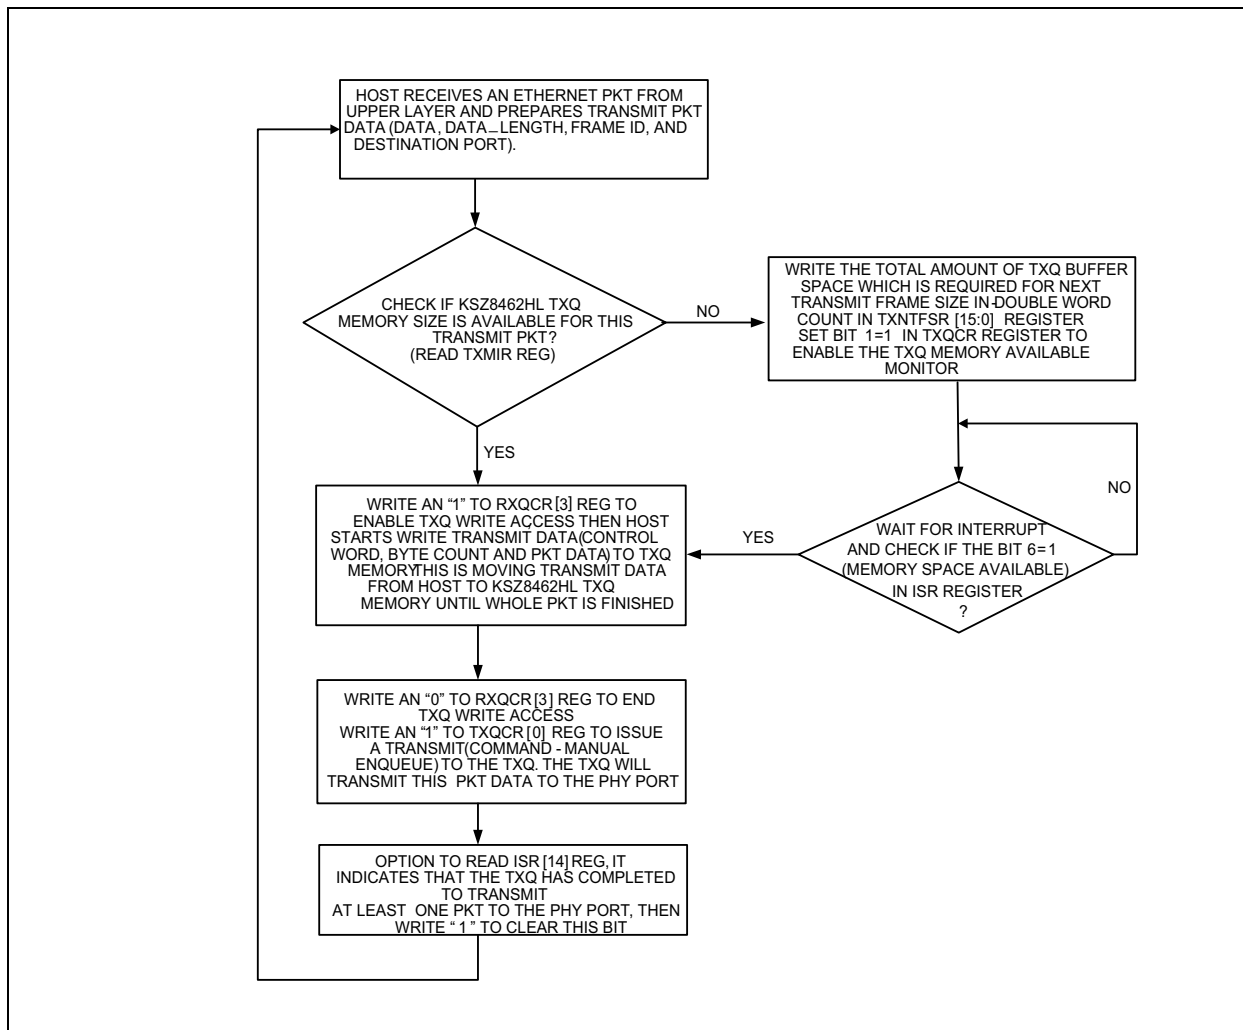 HOST RECEIVES AN ETHERNET PKT FROM
UPPER LAYER AND PREPARES TRANSMIT PKT
DATA (DATA, DATA_LENGTH, FRAME ID, AND
DESTINATION PORT).
CHECK IF KSZ8462HL TXQ
MEMORY SIZE IS AVAILABLE FOR THIS
TRANSMIT PKT?
(READ TXMIR REG)
NO
WRITE THE TOTAL AMOUNT OF TXQ BUFFER
SPACE WHICH IS REQUIRED FOR NEXT
TRANSMIT FRAME SIZE IN-DOUBLE WORD
COUNT IN TXNTFSR [15:0] REGISTER
SET BIT 1=1 IN TXQCR REGISTER TO
ENABLE THE TXQ MEMORY AVAILABLE
MONITOR
YES
WRITE AN “1” TO RXQCR [3] REG TO
ENABLE TXQ WRITE ACCESS THEN HOST
STARTS WRITE TRANSMIT DATA (CONTROL
WORD, BYTE COUNT AND PKT DATA) TO TXQ
MEMORY THIS IS MOVING TRANSMIT DATA
FROM HOST TO KSZ8462HL TXQ
MEMORY UNTIL WHOLE PKT IS FINISHED
YES
WAIT FOR INTERRUPT
AND CHECK IF THE BIT 6=1
(MEMORY SPACE AVAILABLE)
IN ISR REGISTER
?
NO
WRITE AN “0” TO RXQCR [3] REG TO END
TXQ WRITE ACCESS
WRITE AN “1” TO TXQCR [0] REG TO ISSUE
A TRANSMIT (COMMAND - MANUAL
ENQUEUE) TO THE TXQ. THE TXQ WILL
TRANSMIT THIS PKT DATA TO THE PHY PORT
OPTION TO READ ISR [14] REG, IT
INDICATES THAT THE TXQ HAS COMPLETED
TO TRANSMIT
AT LEAST ONE PKT TO THE PHY PORT, THEN
WRITE “1” TO CLEAR THIS BIT